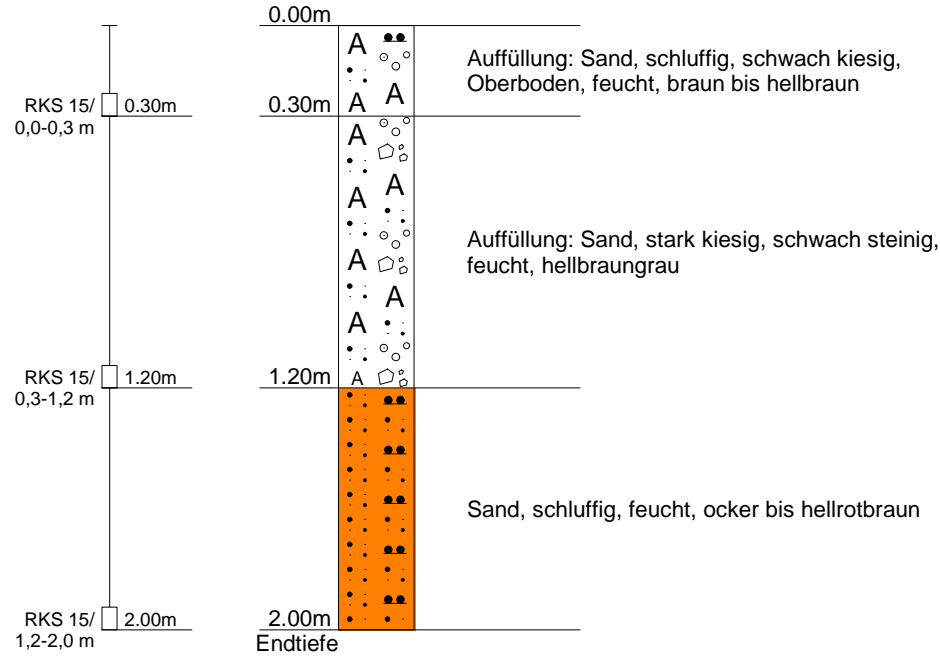 0.00m
A
Auffüllung: Sand, schluffig, schwach kiesig,
Oberboden, feucht, braun bis hellbraun
RKS 15/
0,0-0,3 m
0.30m
0.30m
A
A
A
A
Auffüllung: Sand, stark kiesig, schwach steinig,
feucht, hellbraungrau
A
A
A
A
RKS 15/
0,3-1,2 m
1.20m
1.20m
A
Sand, schluffig, feucht, ocker bis hellrotbraun
RKS 15/
1,2-2,0 m
2.00m
2.00m
Endtiefe